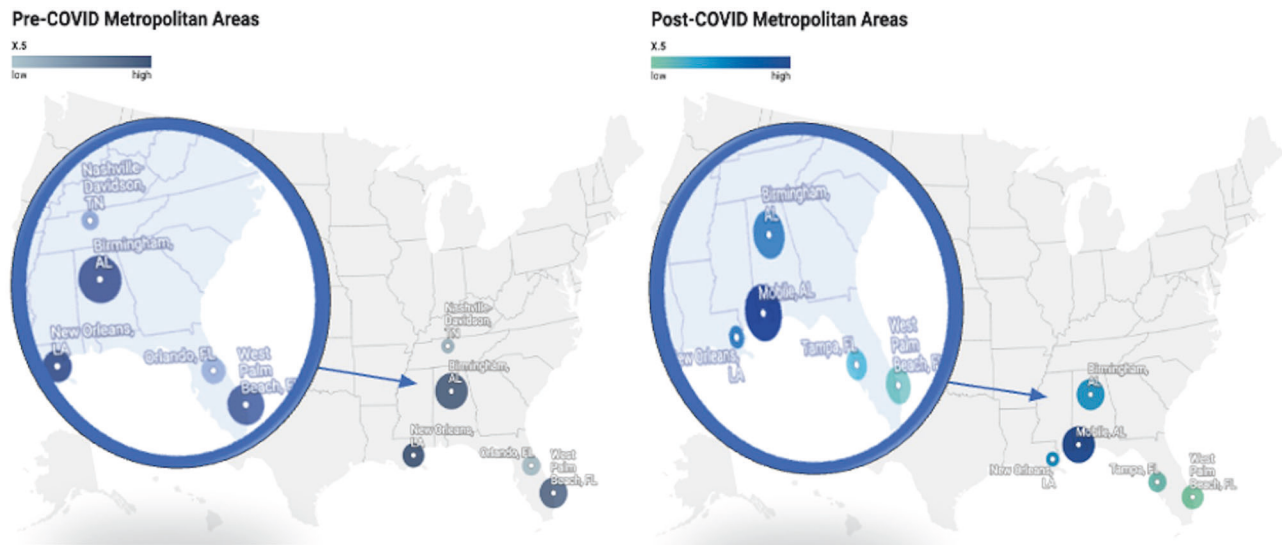 Pre-COVID Metropolitan Areas
X.5
low high
Nashville-
Davidson,
TN
Birmingham,
AL
New Orleans,
LA
Orlando, FL
West
Palm
Beach, FL
Nashville-
Davidson,
TN
Birmingham,
AL
New Orleans,
LA
Orlando, FL
West
Palm
Beach, FL
Post-COVID Metropolitan Areas
X.5
low high
Birmingham,
AL
Mobile, AL
New Orleans,
LA
Tampa, FL
West
Palm
Beach, FL
Birmingham,
AL
Mobile, AL
New Orleans,
LA
Tampa, FL
West
Palm
Beach, FL